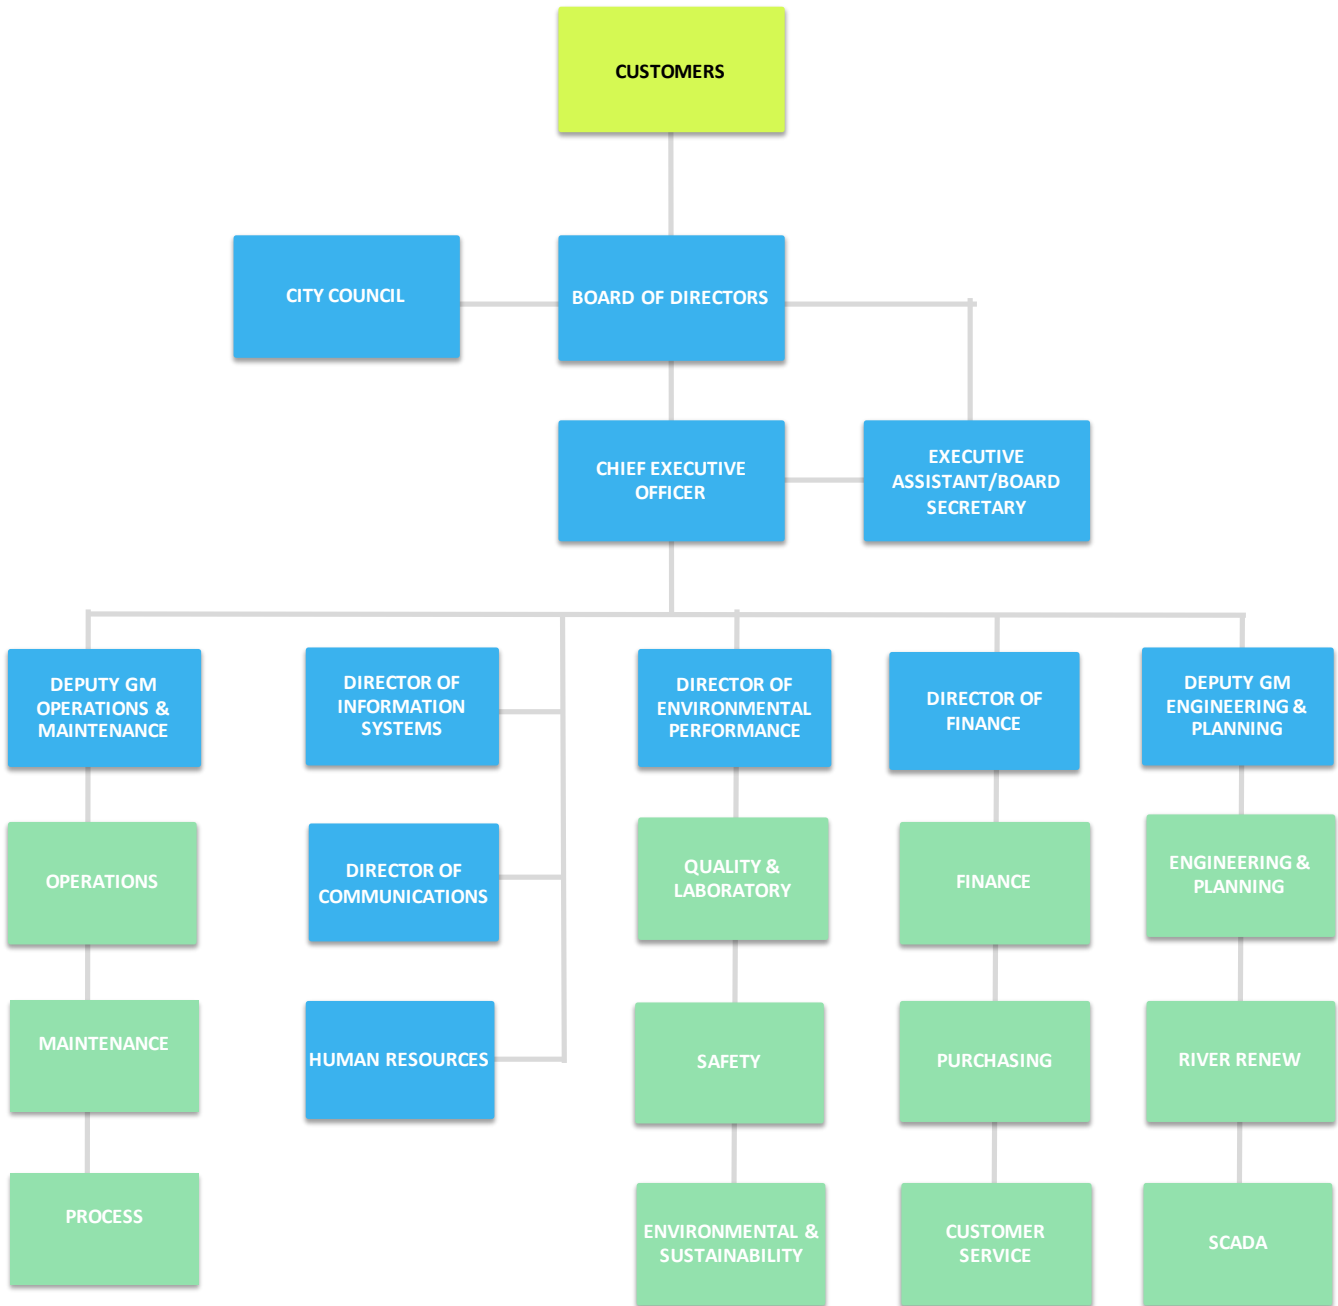 CUSTOMERS
CITY COUNCIL
BOARD OF DIRECTORS
CHIEF EXECUTIVE
OFFICER
EXECUTIVE
ASSISTANT/BOARD
SECRETARY
DEPUTY GM
OPERATIONS &
MAINTENANCE
DIRECTOR OF
INFORMATION
SYSTEMS
DIRECTOR OF
ENVIRONMENTAL
PERFORMANCE
DIRECTOR OF
FINANCE
DEPUTY GM
ENGINEERING &
PLANNING
OPERATIONS
DIRECTOR OF
COMMUNICATIONS
QUALITY &
LABORATORY
FINANCE
ENGINEERING &
PLANNING
MAINTENANCE
HUMAN RESOURCES
SAFETY
PURCHASING
RIVER RENEW
PROCESS
ENVIRONMENTAL &
SUSTAINABILITY
CUSTOMER
SERVICE
SCADA